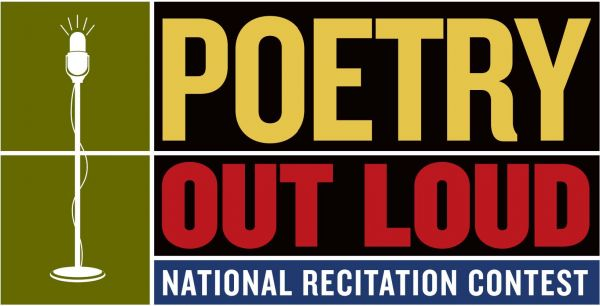 POETRY
OUT LOUD
NATIONAL RECITATION CONTEST